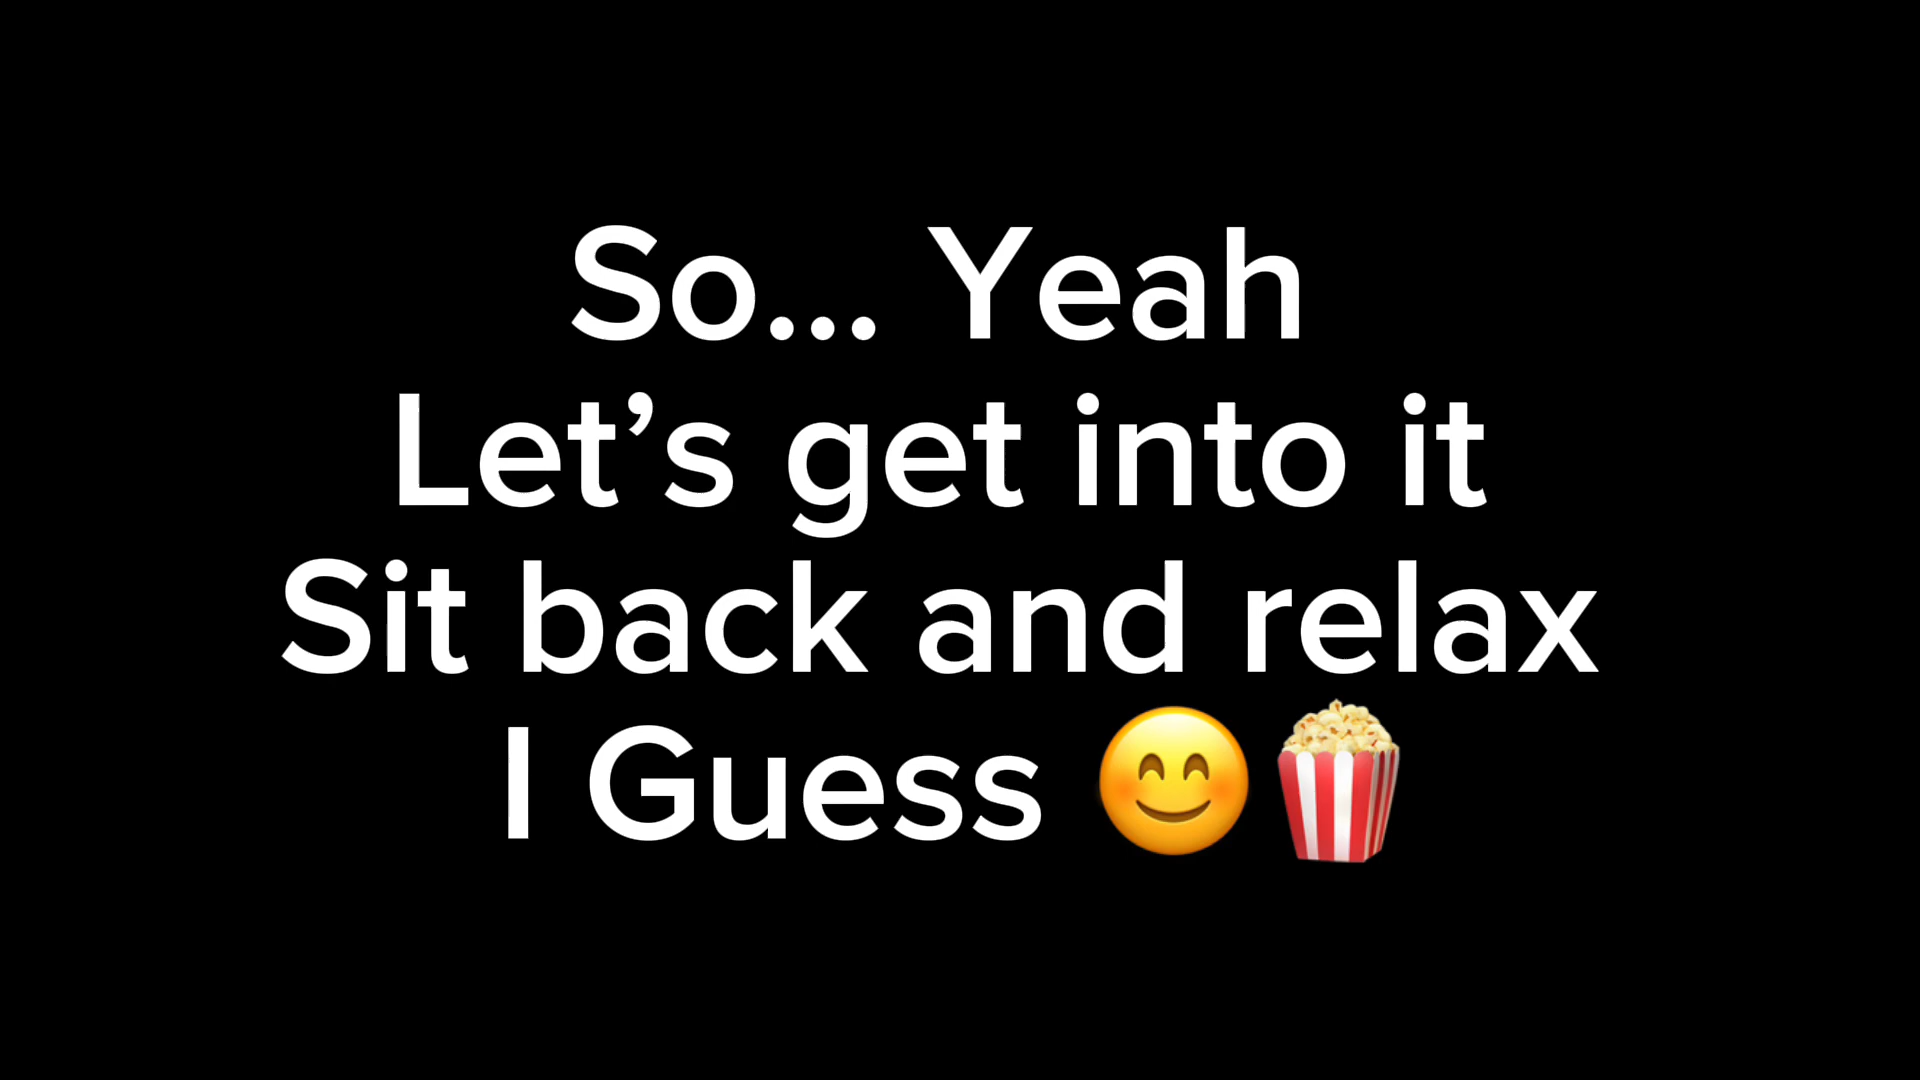 So... Yeah
Let’s get into it
Sit back and relax
I Guess 😊🍿